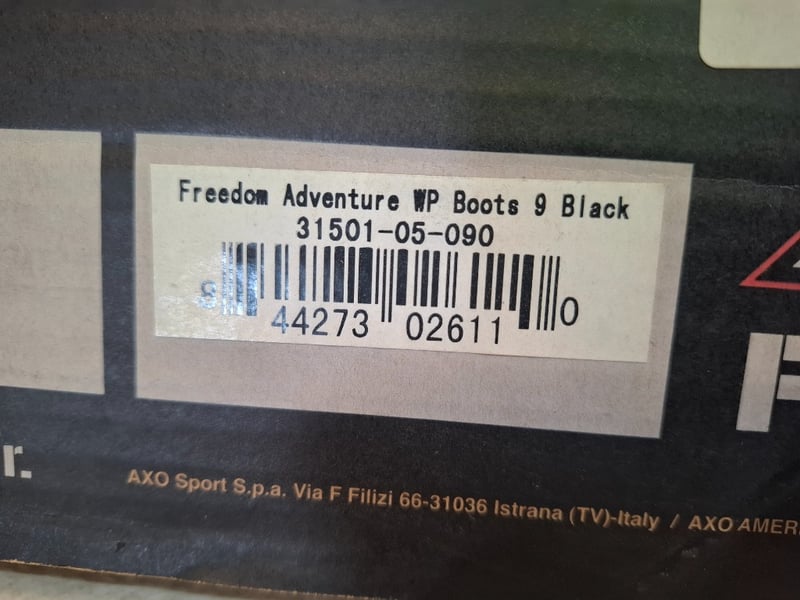 Freedom Adventure WP Boots 9 Black
31501-05-090
8 44273 02611 0
r.
AXO Sport S.p.a. Via F Filizi 66-31036 Istrana (TV)-Italy / AXO AMER